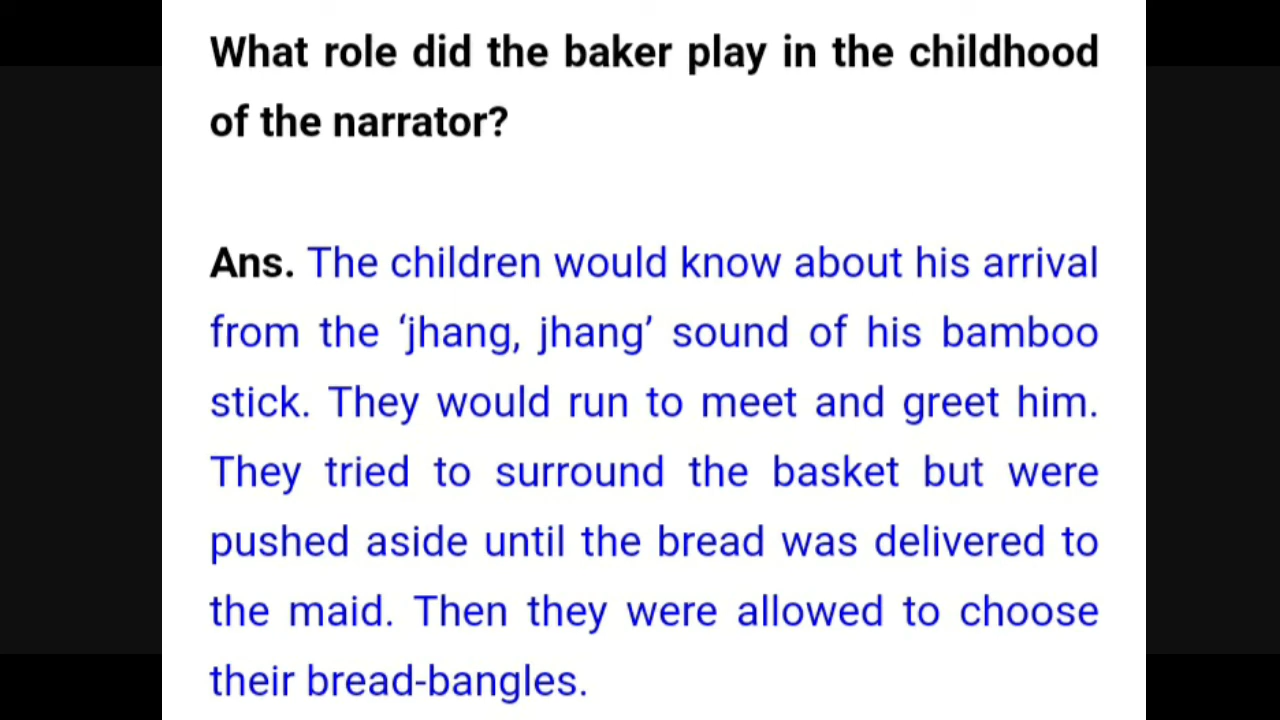 What role did the baker play in the childhood
of the narrator?
Ans. The children would know about his arrival
from the ‘jhang, jhang’ sound of his bamboo
stick. They would run to meet and greet him.
They tried to surround the basket but were
pushed aside until the bread was delivered to
the maid. Then they were allowed to choose
their bread-bangles.